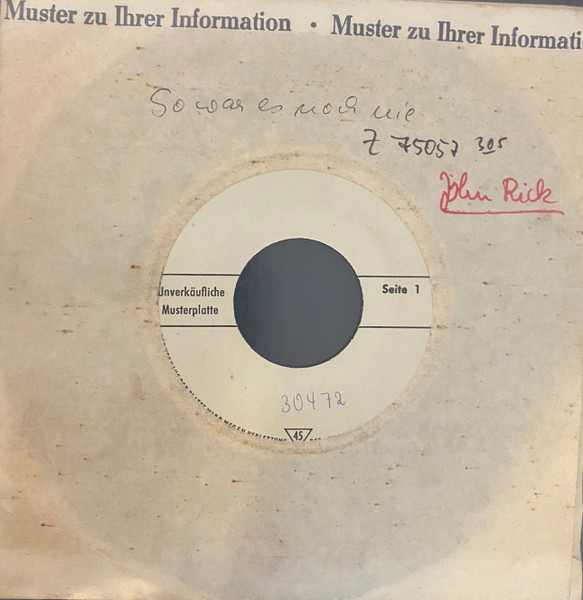 Muster zu Ihrer Information • Muster zu Ihrer Informati
So war es noch nie
Z 75057 305
John Rick
Unverkäufliche
Musterplatte
Seite 1
30472
45